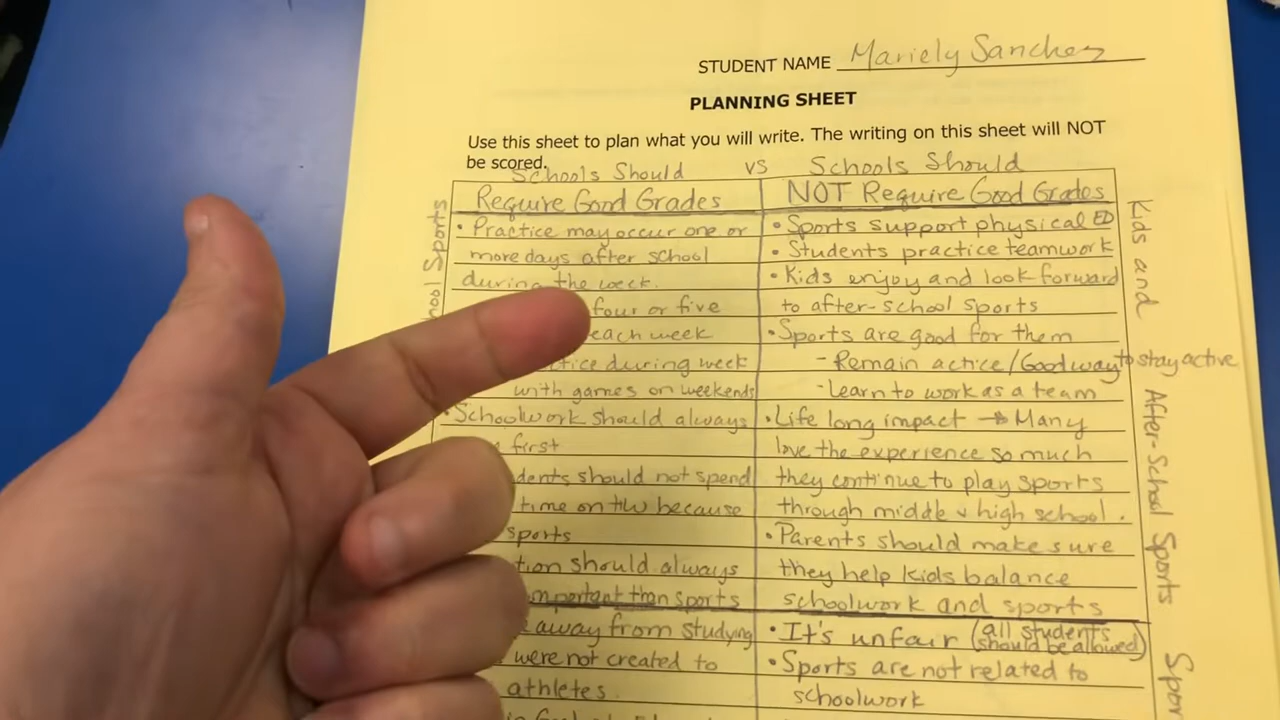 STUDENT NAME Mariely Sanchez
PLANNING SHEET
Use this sheet to plan what you will write. The writing on this sheet will NOT
be scored.
Schools Should vs Schools Should
Require Good Grades
• Practice may occur one or
more days after school
during the week.
four or five
each week
during week
with games on weekends
• Schoolwork should always
first
should not spend
time on HW because
sports
should always
important than sports
away from studying
were not created to
athletes.
NOT Require Good Grades
• Sports support physical ED
• Students practice teamwork
• Kids enjoy and look forward
to after-school sports
• Sports are good for them
- Remain actice/Good way to stay active
- Learn to work as a team
• Life long impact → Many
love the experience so much
they continue to play sports
through middle & high school.
• Parents should make sure
they help kids balance
schoolwork and sports
• It's unfair (all students
should be allowed)
• Sports are not related to
schoolwork
Sports
Kids and
After-School Sports